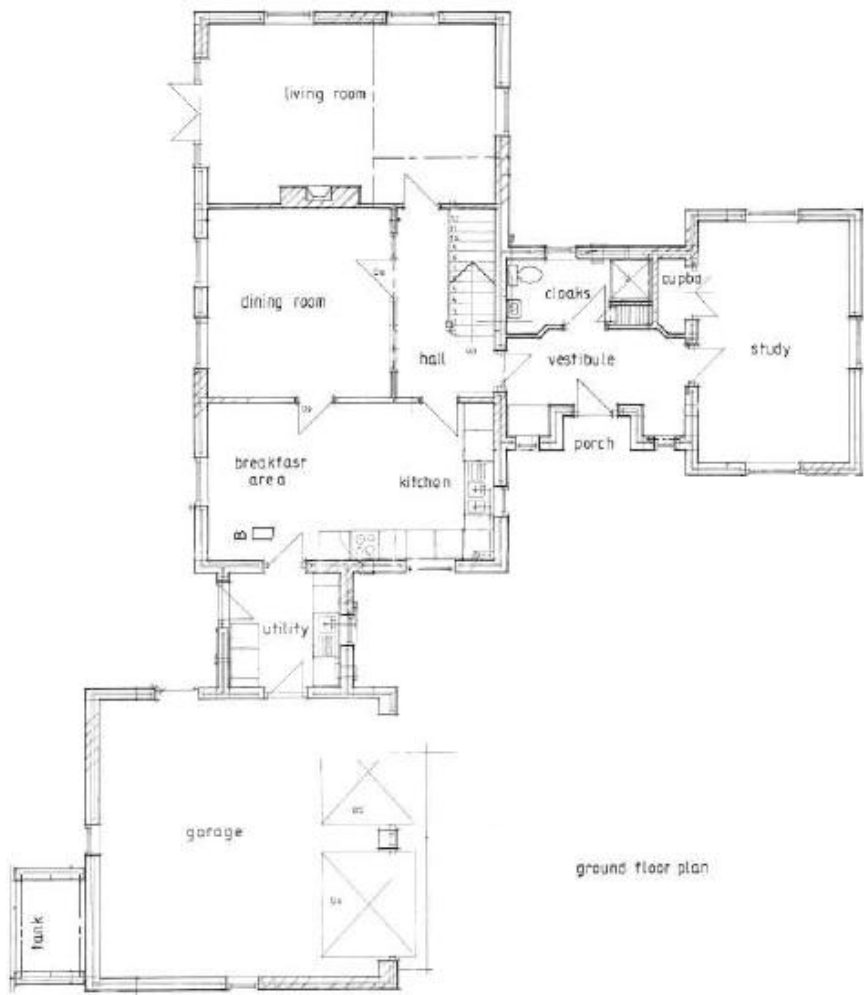 living room
dining room
cloaks
cupbd
study
hall
vestibule
porch
breakfast
area
kitchen
B
utility
garage
tank
ground floor plan